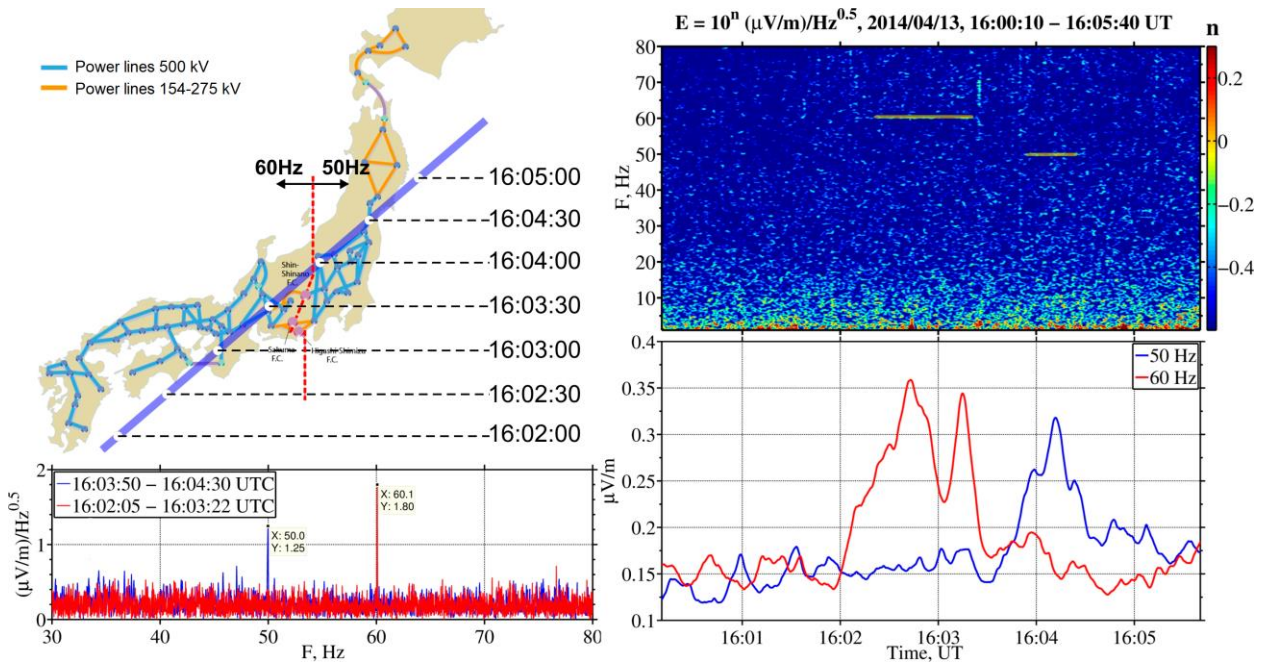 Power lines 500 kV
Power lines 154-275 kV
60Hz 50Hz
16:05:00
16:04:30
16:04:00
16:03:30
16:03:00
16:02:30
16:02:00
Shin-
Shinano
F.C.
Sakuma
F.C.
Higashi-Shimizu
F.C.
2
1
0
(μV/m)/Hz^0.5
16:03:50 − 16:04:30 UTC
16:02:05 − 16:03:22 UTC
X: 50.0
Y: 1.25
X: 60.1
Y: 1.80
30 40 50 60 70 80
F, Hz
E = 10^n (μV/m)/Hz^0.5, 2014/04/13, 16:00:10 − 16:05:40 UT
n
80
70
60
50
40
30
20
10
F, Hz
0.2
0
−0.2
−0.4
0.4
0.35
0.3
0.25
0.2
0.15
0.1
μV/m
50 Hz
60 Hz
16:01 16:02 16:03 16:04 16:05
Time, UT